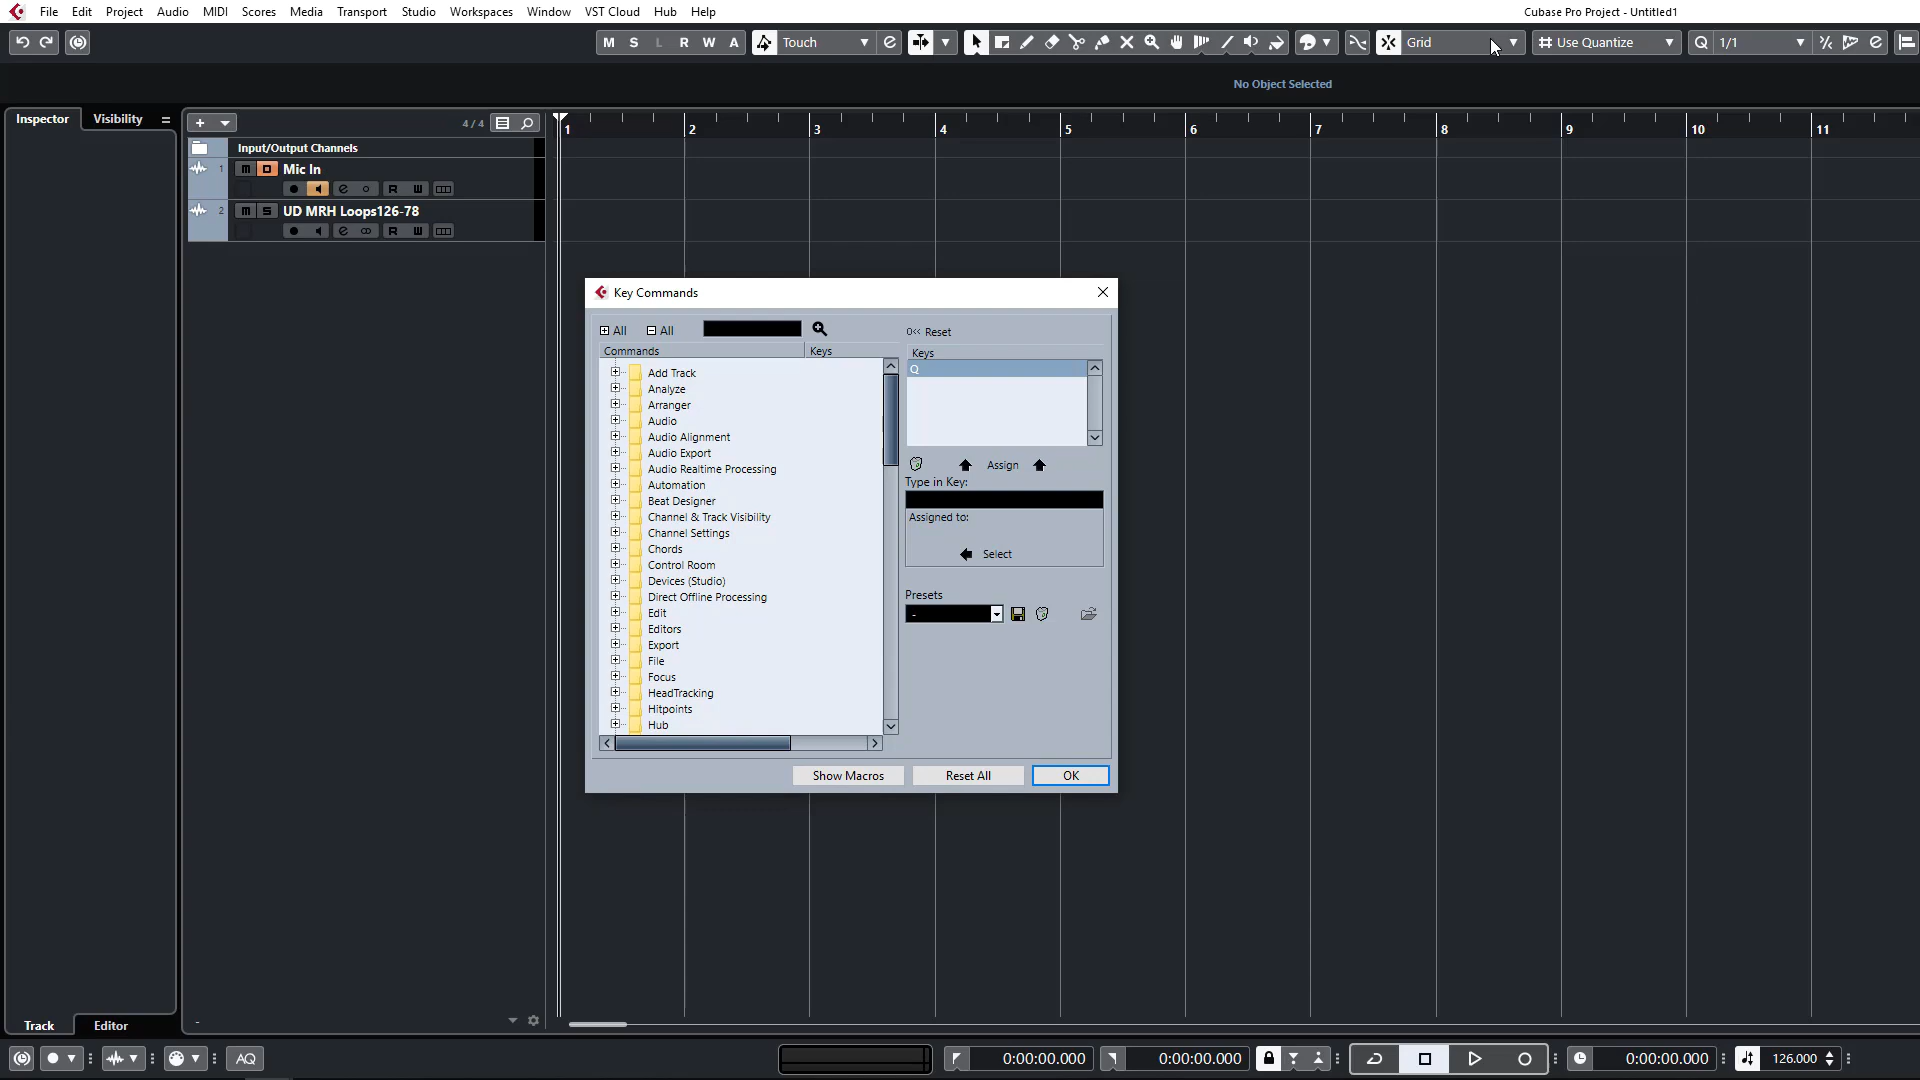 File Edit Project Audio MIDI Scores Media Transport Studio Workspaces Window VST Cloud Hub Help Cubase Pro Project - Untitled1
M S L R W A Touch Grid Use Quantize Q 1/1
No Object Selected
Inspector Visibility 4 / 4 1 2 3 4 5 6 7 8 9 10 11
Input/Output Channels
1 m Mic In
e R W
2 m S UD MRH Loops126-78
e R W
Key Commands
All All 0<< Reset
Commands Keys Keys
Add Track Q
Analyze
Arranger
Audio
Audio Alignment
Audio Export
Audio Realtime Processing Assign
Automation Type in Key:
Beat Designer
Channel & Track Visibility Assigned to:
Channel Settings
Chords Select
Control Room
Devices (Studio)
Direct Offline Processing Presets
Edit -
Editors
Export
File
Focus
HeadTracking
Hitpoints
Hub
Show Macros Reset All OK
Track Editor -
AQ 0:00:00.000 0:00:00.000 0:00:00.000 126.000